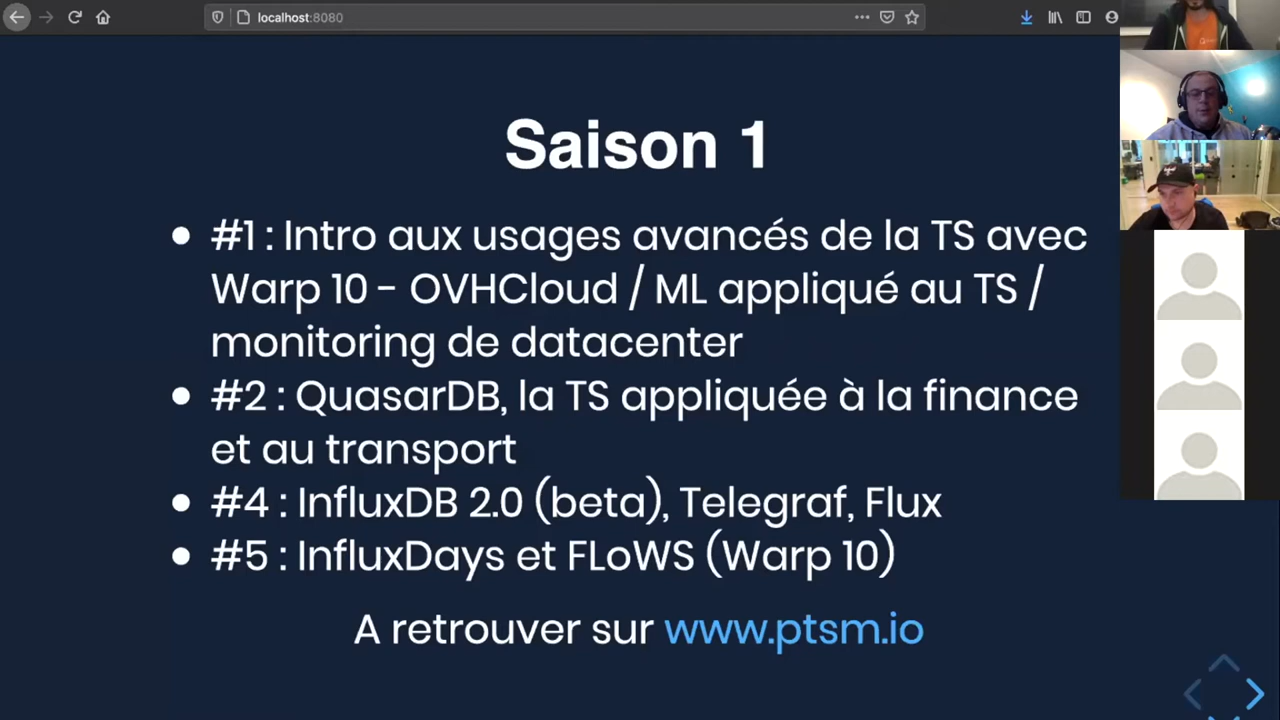 localhost:8080
Saison 1
#1 : Intro aux usages avancés de la TS avec
Warp 10 - OVHCloud / ML appliqué au TS /
monitoring de datacenter
#2 : QuasarDB, la TS appliquée à la finance
et au transport
#4 : InfluxDB 2.0 (beta), Telegraf, Flux
#5 : InfluxDays et FLoWS (Warp 10)
A retrouver sur www.ptsm.io